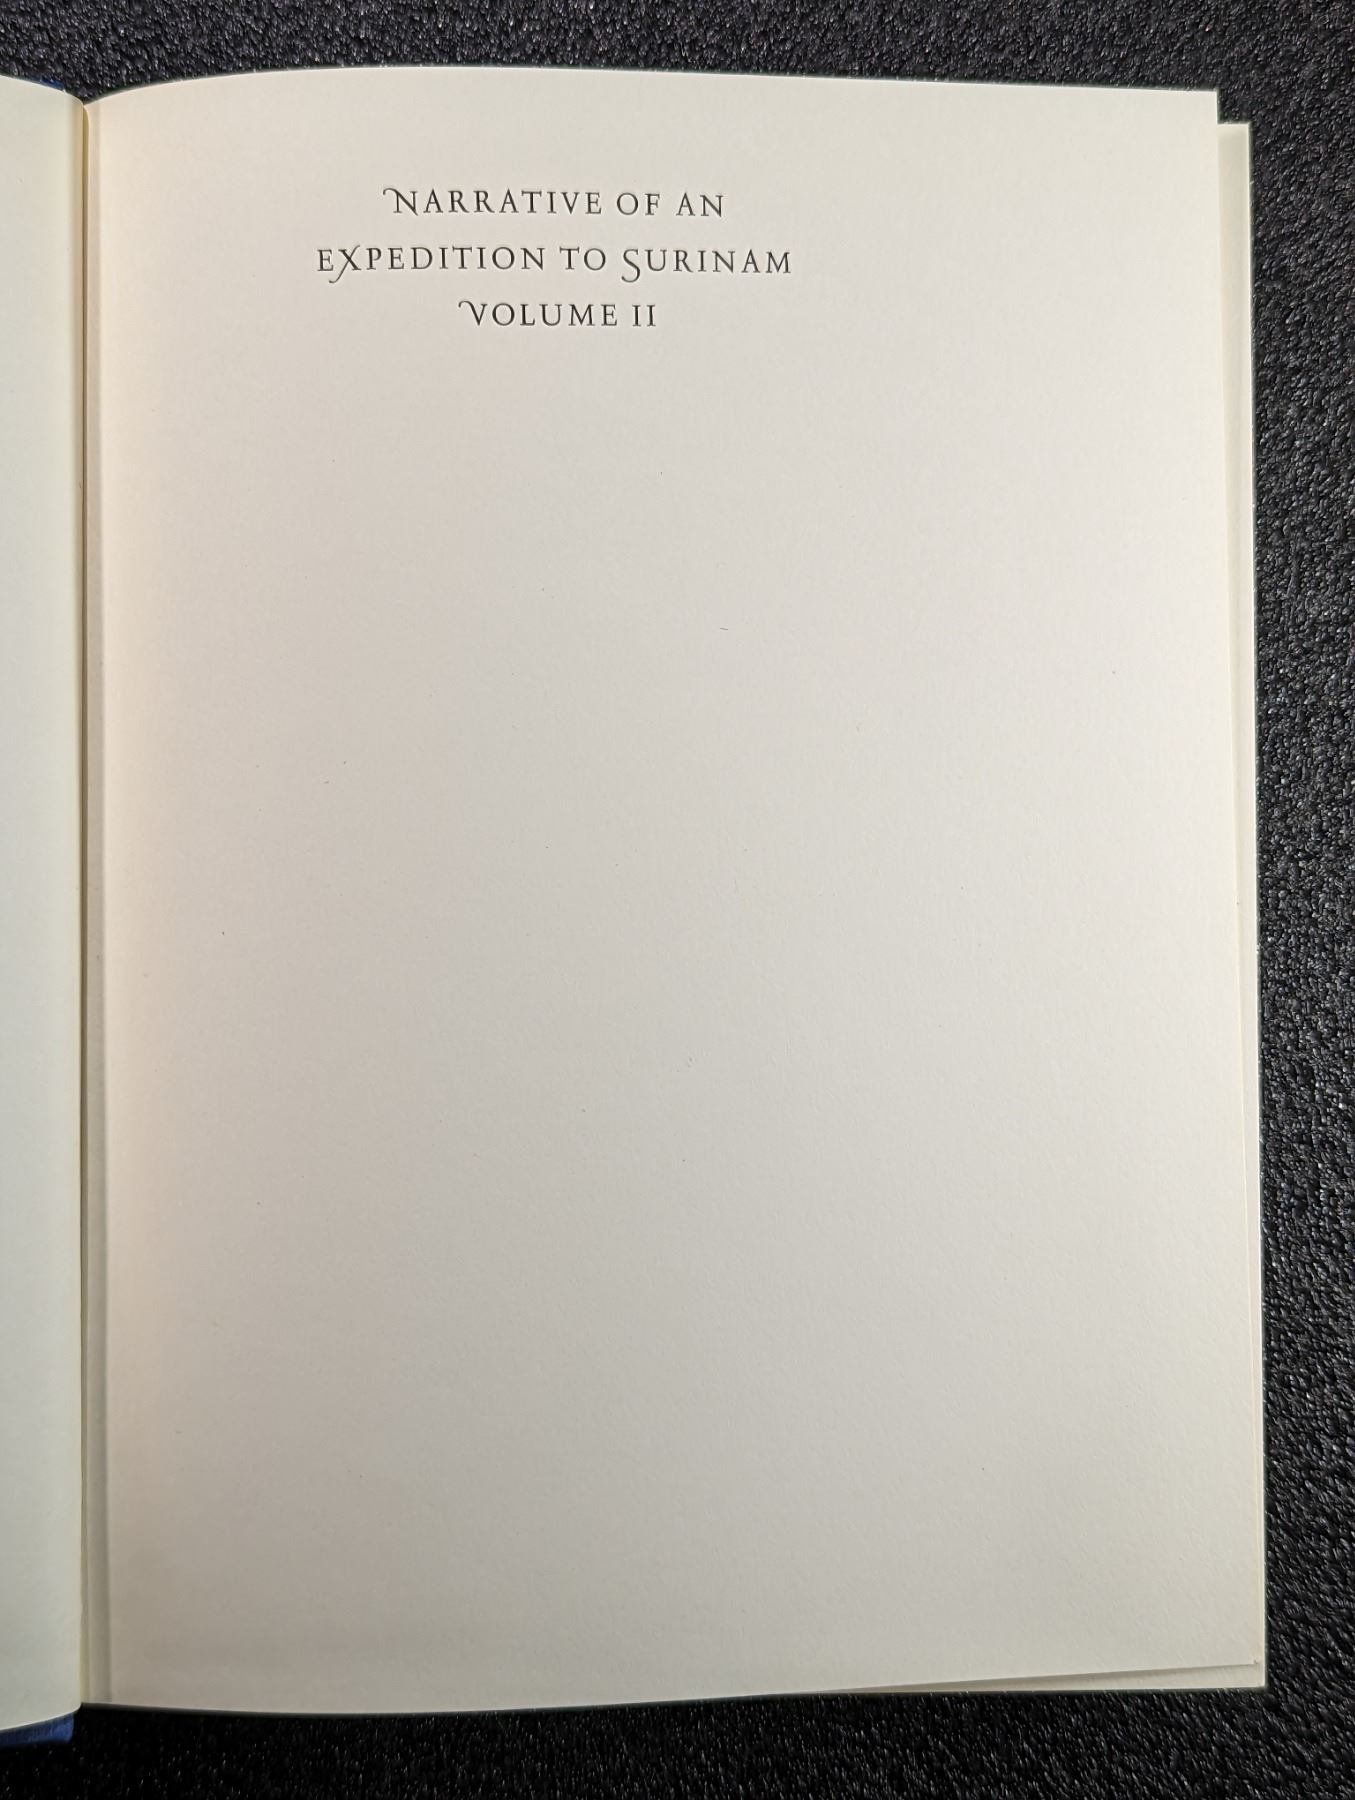 NARRATIVE OF AN
EXPEDITION TO SURINAM
VOLUME II